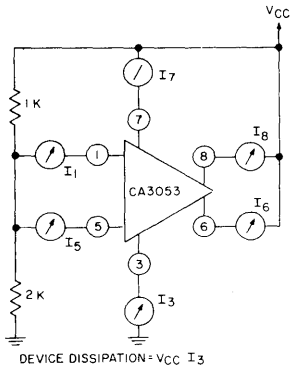 VCC
I7
1K
7
1
I1
8
I8
CA3053
5
I5
6
I6
3
2K
I3
DEVICE DISSIPATION = VCC I3